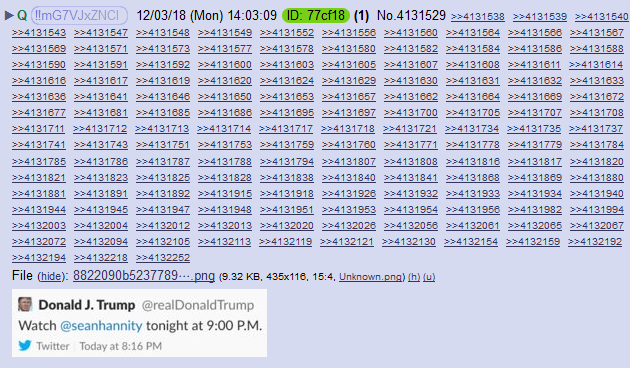 ▶ Q !!mG7VJxZNCI 12/03/18 (Mon) 14:03:09 ID: 77cf18 (1) No.4131529 >>4131538 >>4131539 >>4131540
>>4131543 >>4131547 >>4131548 >>4131549 >>4131552 >>4131556 >>4131560 >>4131564 >>4131566 >>4131567
>>4131569 >>4131571 >>4131573 >>4131578 >>4131580 >>4131582 >>4131584 >>4131586 >>4131588
>>4131590 >>4131591 >>4131592 >>4131600 >>4131603 >>4131605 >>4131607 >>4131608 >>4131611 >>4131614
>>4131616 >>4131617 >>4131619 >>4131620 >>4131624 >>4131629 >>4131630 >>4131631 >>4131632 >>4131633
>>4131636 >>4131641 >>4131646 >>4131650 >>4131653 >>4131657 >>4131662 >>4131664 >>4131669 >>4131672
>>4131677 >>4131681 >>4131685 >>4131686 >>4131695 >>4131697 >>4131700 >>4131705 >>4131707 >>4131708
>>4131711 >>4131712 >>4131713 >>4131714 >>4131717 >>4131718 >>4131721 >>4131734 >>4131735 >>4131737
>>4131741 >>4131743 >>4131751 >>4131753 >>4131759 >>4131760 >>4131771 >>4131778 >>4131779 >>4131784
>>4131785 >>4131786 >>4131787 >>4131788 >>4131794 >>4131807 >>4131808 >>4131816 >>4131817 >>4131820
>>4131821 >>4131823 >>4131825 >>4131828 >>4131838 >>4131840 >>4131841 >>4131868 >>4131869 >>4131880
>>4131881 >>4131891 >>4131892 >>4131915 >>4131918 >>4131926 >>4131932 >>4131933 >>4131934 >>4131940
>>4131944 >>4131945 >>4131947 >>4131948 >>4131951 >>4131953 >>4131954 >>4131956 >>4131982 >>4131994
>>4132003 >>4132004 >>4132012 >>4132013 >>4132020 >>4132026 >>4132056 >>4132061 >>4132065 >>4132067
>>4132072 >>4132094 >>4132105 >>4132113 >>4132119 >>4132121 >>4132130 >>4132154 >>4132159 >>4132192
>>4132194 >>4132218 >>4132252
File (hide): 8822090b5237789⋯.png (9.32 KB, 435x116, 15:4, Unknown.png) (h) (u)
Donald J. Trump @realDonaldTrump
Watch @seanhannity tonight at 9:00 P.M.
Twitter | Today at 8:16 PM